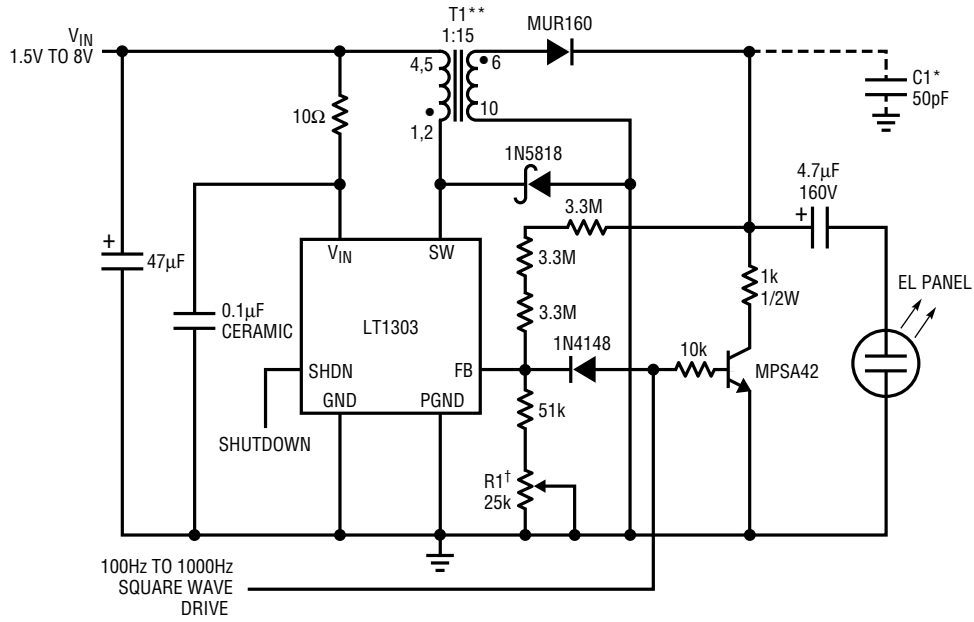 T1**
1:15
MUR160
VIN
1.5V TO 8V
4,5
6
C1*
50pF
10Ω
10
1,2
1N5818
4.7µF
160V
3.3M
+
+
VIN
SW
3.3M
47µF
1k
1/2W
EL PANEL
0.1µF
CERAMIC
3.3M
LT1303
1N4148
10k
MPSA42
SHDN
FB
GND
PGND
51k
SHUTDOWN
R1†
25k
100Hz TO 1000Hz
SQUARE WAVE
DRIVE